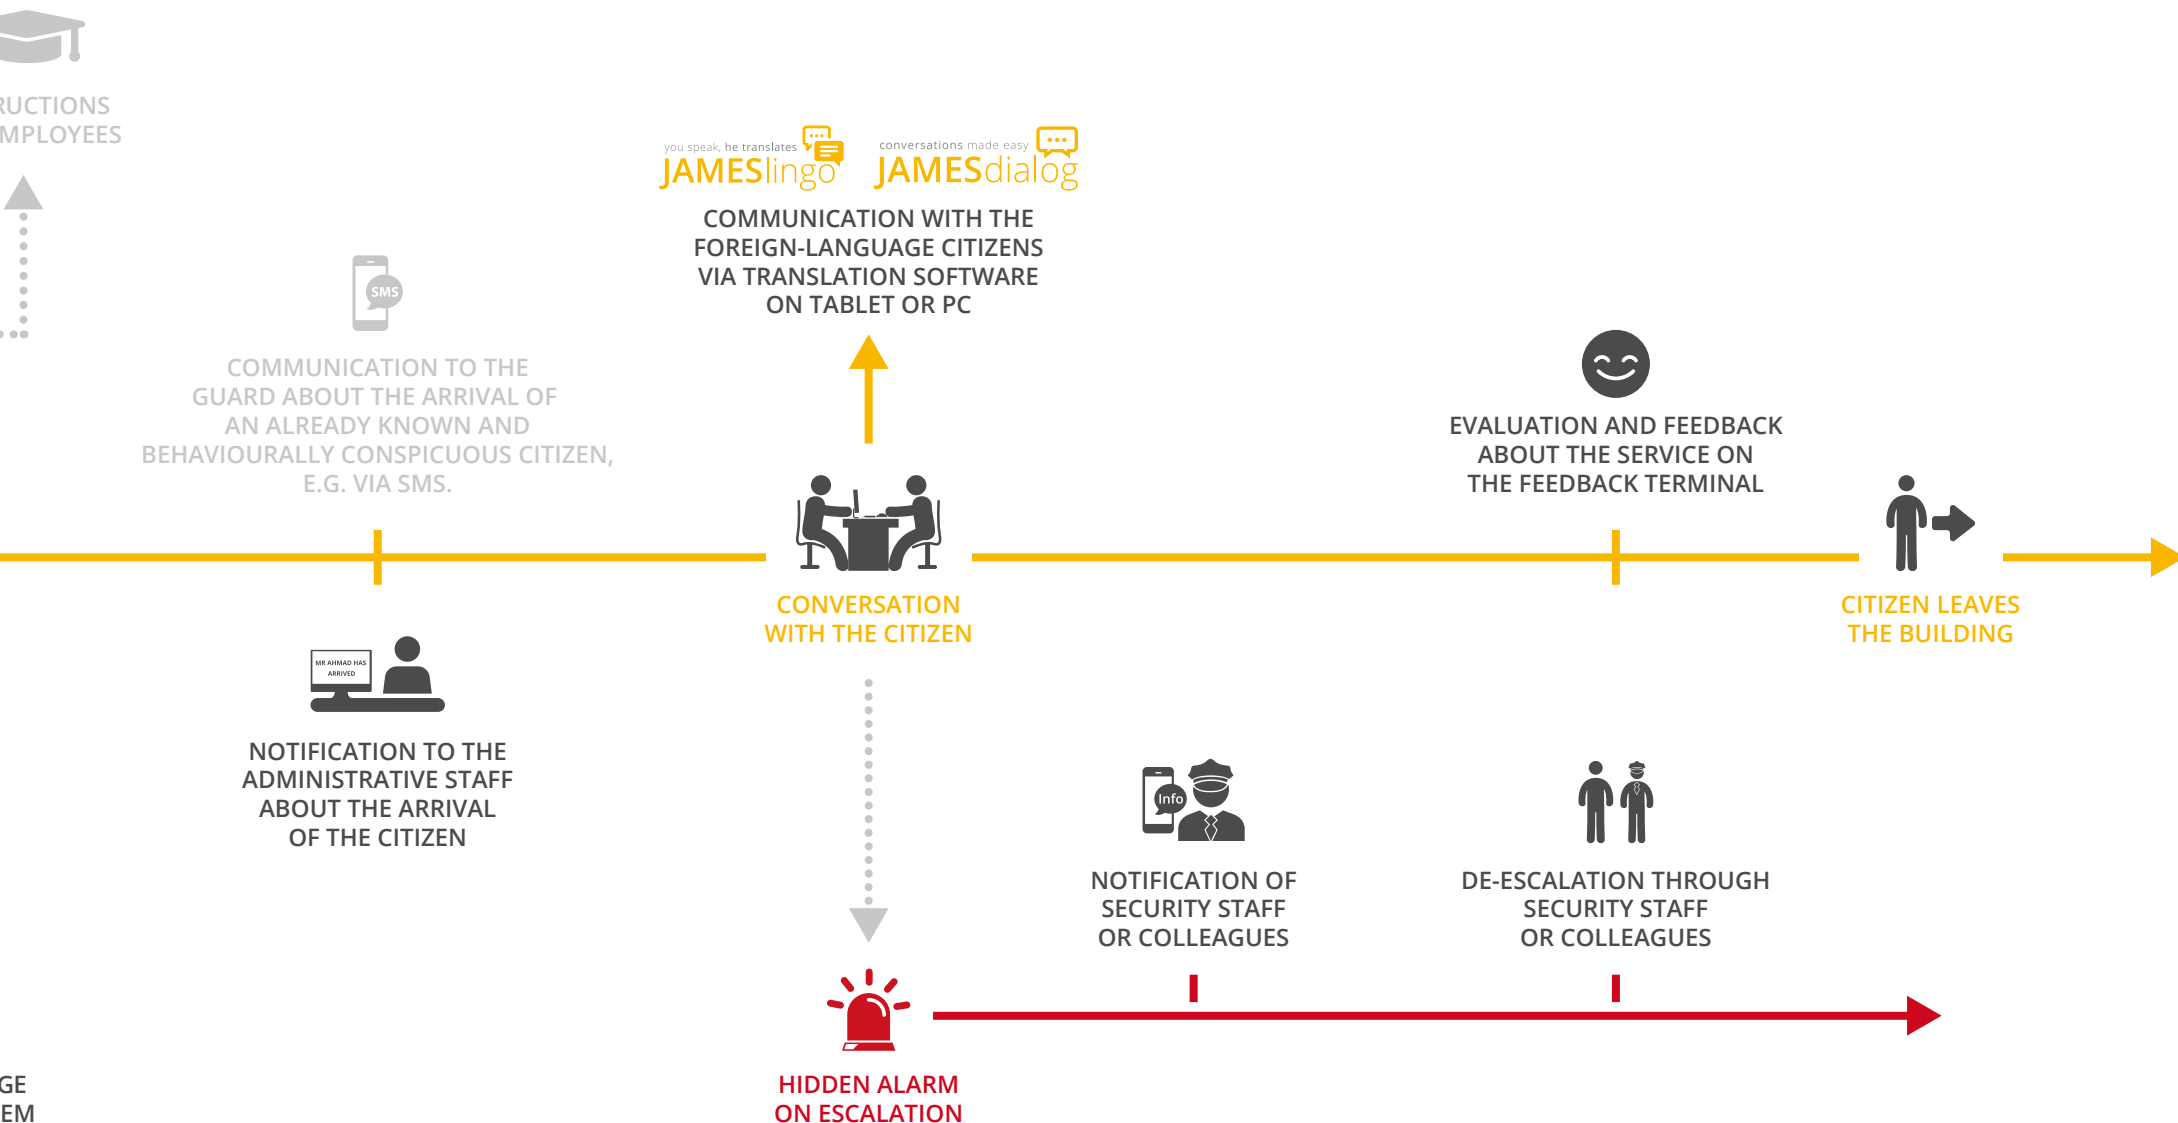 RUCTIONS
MPLOYEES
you speak, he translates
JAMESlingo
conversations made easy
JAMESdialog
COMMUNICATION WITH THE
FOREIGN-LANGUAGE CITIZENS
VIA TRANSLATION SOFTWARE
ON TABLET OR PC
SMS
COMMUNICATION TO THE
GUARD ABOUT THE ARRIVAL OF
AN ALREADY KNOWN AND
BEHAVIOURALLY CONSPICUOUS CITIZEN,
E.G. VIA SMS.
EVALUATION AND FEEDBACK
ABOUT THE SERVICE ON
THE FEEDBACK TERMINAL
CONVERSATION
WITH THE CITIZEN
CITIZEN LEAVES
THE BUILDING
MR AHMAD HAS
ARRIVED
NOTIFICATION TO THE
ADMINISTRATIVE STAFF
ABOUT THE ARRIVAL
OF THE CITIZEN
Info
NOTIFICATION OF
SECURITY STAFF
OR COLLEAGUES
DE-ESCALATION THROUGH
SECURITY STAFF
OR COLLEAGUES
GE
EM
HIDDEN ALARM
ON ESCALATION